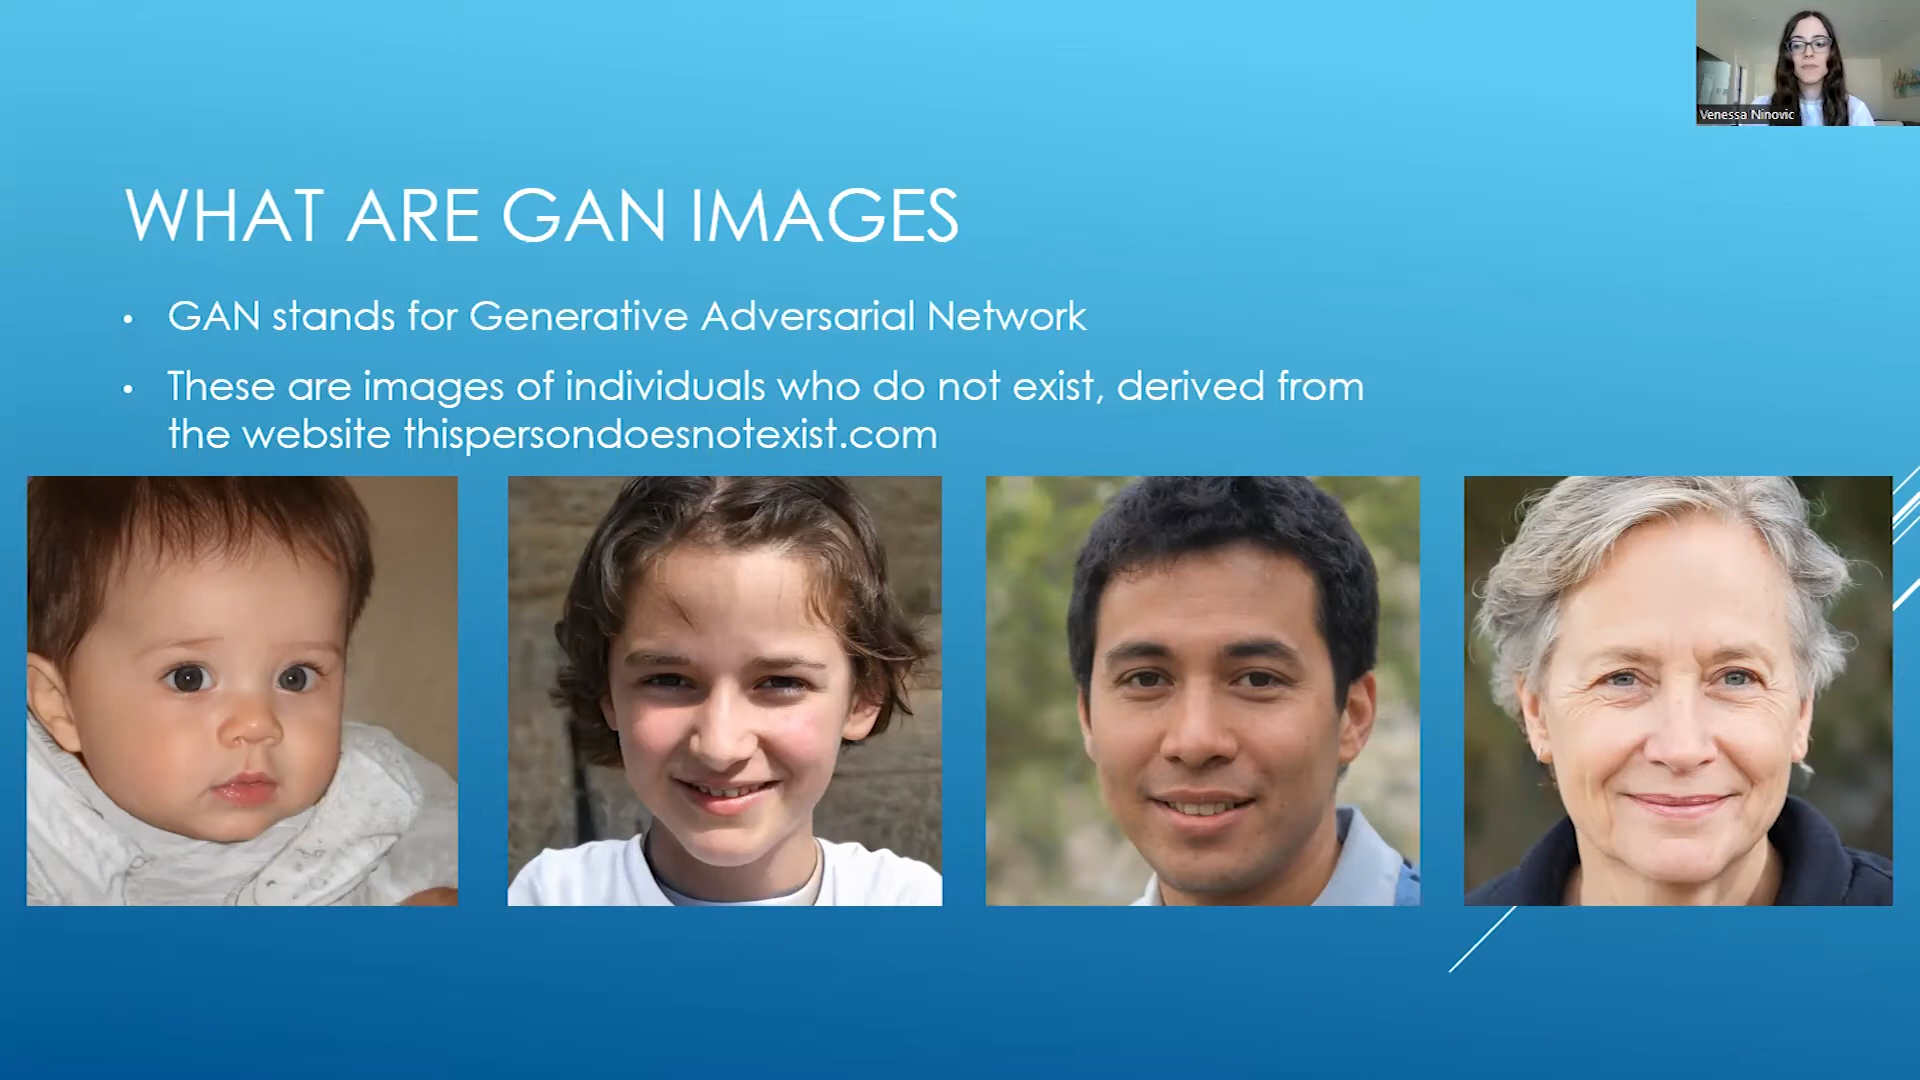 Venessa Ninovic
WHAT ARE GAN IMAGES
• GAN stands for Generative Adversarial Network
• These are images of individuals who do not exist, derived from
the website thispersondoesnotexist.com